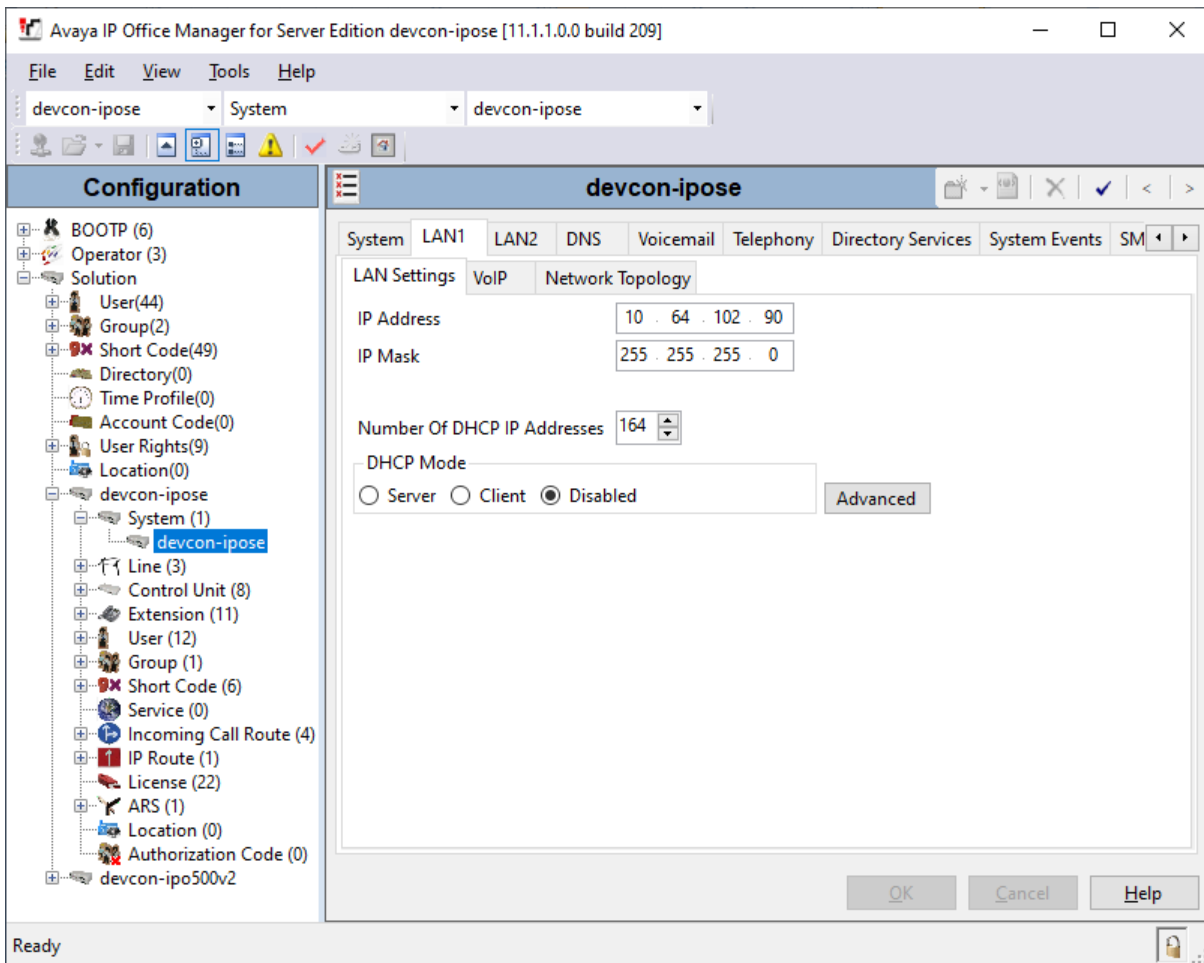 Avaya IP Office Manager for Server Edition devcon-ipose [11.1.1.0.0 build 209]
File Edit View Tools Help
devcon-ipose System devcon-ipose
Configuration
BOOTP (6)
Operator (3)
Solution
User(44)
Group(2)
Short Code(49)
Directory(0)
Time Profile(0)
Account Code(0)
User Rights(9)
Location(0)
devcon-ipose
System (1)
devcon-ipose
Line (3)
Control Unit (8)
Extension (11)
User (12)
Group (1)
Short Code (6)
Service (0)
Incoming Call Route (4)
IP Route (1)
License (22)
ARS (1)
Location (0)
Authorization Code (0)
devcon-ipo500v2
devcon-ipose
System LAN1 LAN2 DNS Voicemail Telephony Directory Services System Events SM
LAN Settings VoIP Network Topology
IP Address 10 . 64 . 102 . 90
IP Mask 255 . 255 . 255 . 0
Number Of DHCP IP Addresses 164
DHCP Mode
Server Client Disabled Advanced
OK Cancel Help
Ready